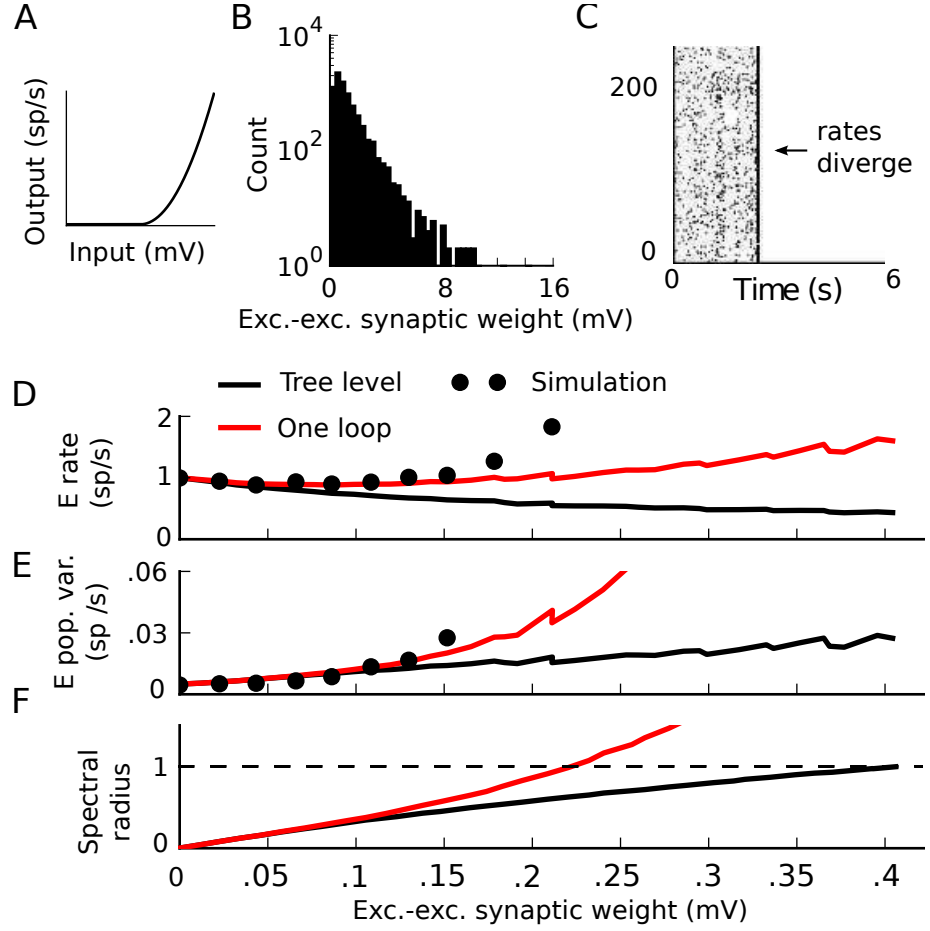 A
Output (sp/s)
Input (mV)
B
Count
10^4
10^2
10^0
0 8 16
Exc.-exc. synaptic weight (mV)
C
200
0
0 6
Time (s)
rates
diverge
Tree level
Simulation
One loop
D
E rate
(sp/s)
2
1
0
E
E pop. var.
(sp /s)
.06
.03
0
F
Spectral
radius
1
0
0 .05 .1 .15 .2 .25 .3 .35 .4
Exc.-exc. synaptic weight (mV)